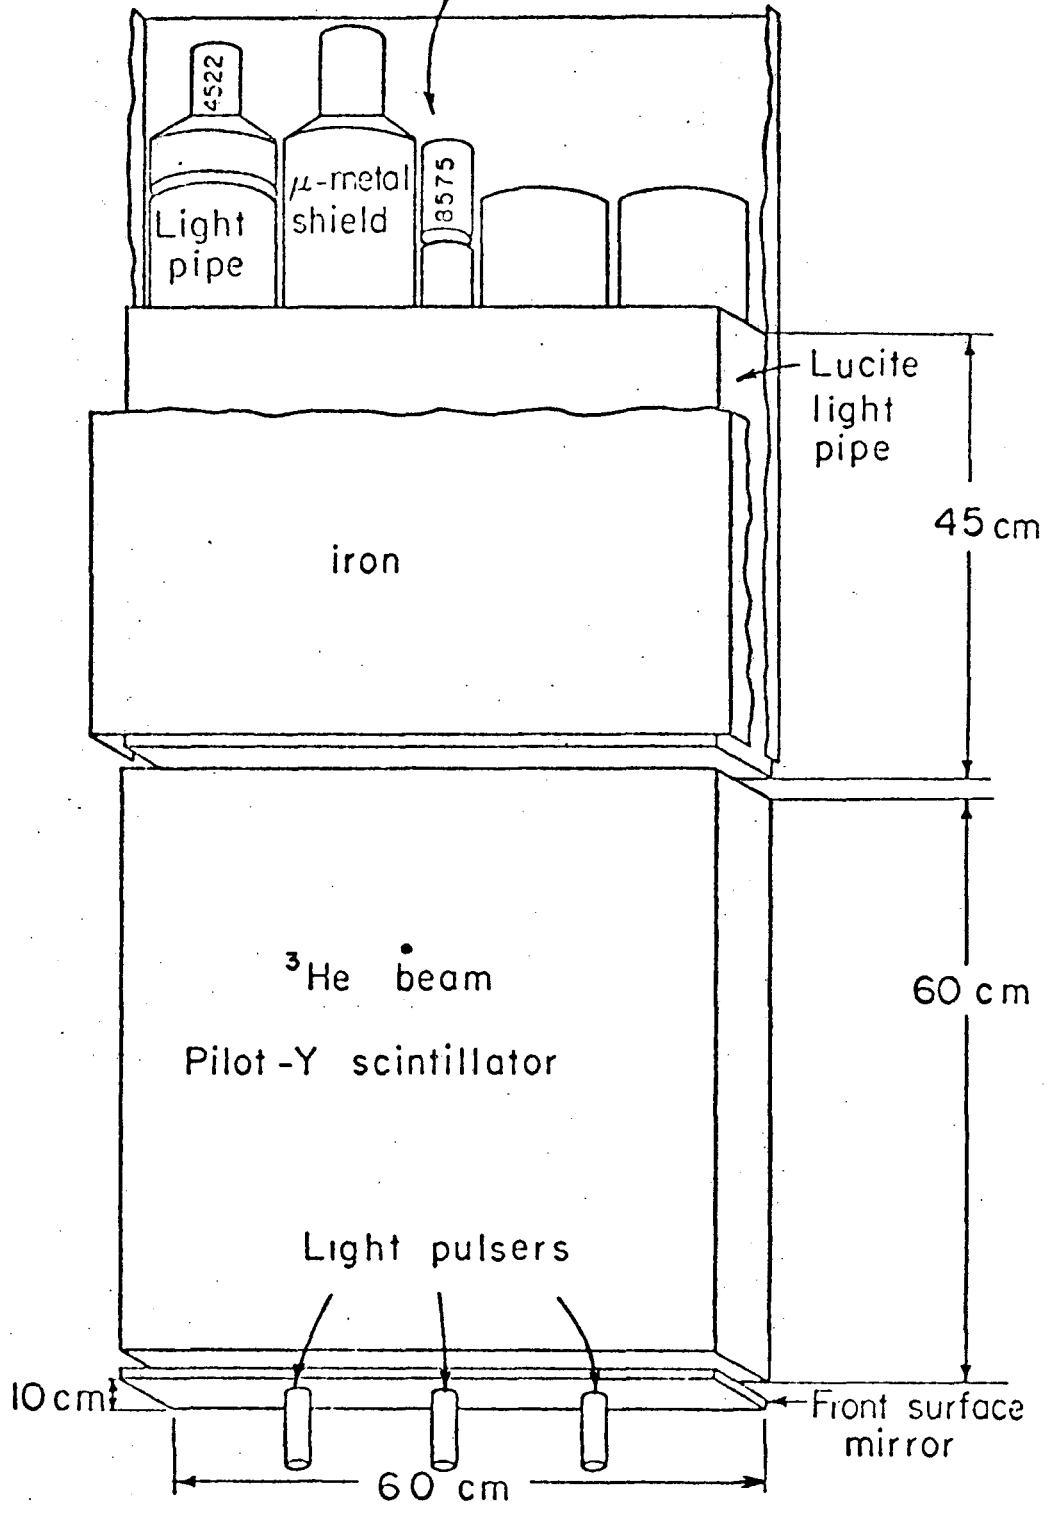 4522
μ-metal
shield
8575
Light
pipe
Lucite
light
pipe
45 cm
iron
³He beam
60 cm
Pilot-Y scintillator
Light pulsers
10 cm
Front surface
mirror
60 cm